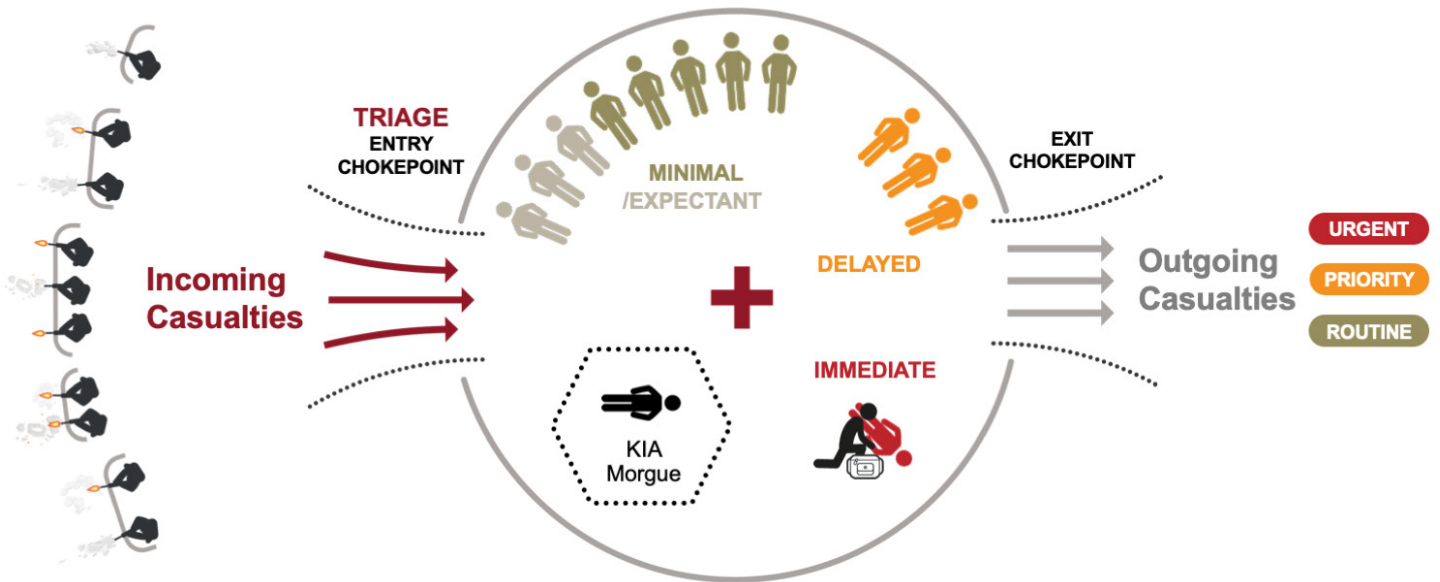 TRIAGE
ENTRY
CHOKEPOINT
Incoming
Casualties
MINIMAL
/EXPECTANT
DELAYED
IMMEDIATE
KIA
Morgue
EXIT
CHOKEPOINT
Outgoing
Casualties
URGENT
PRIORITY
ROUTINE